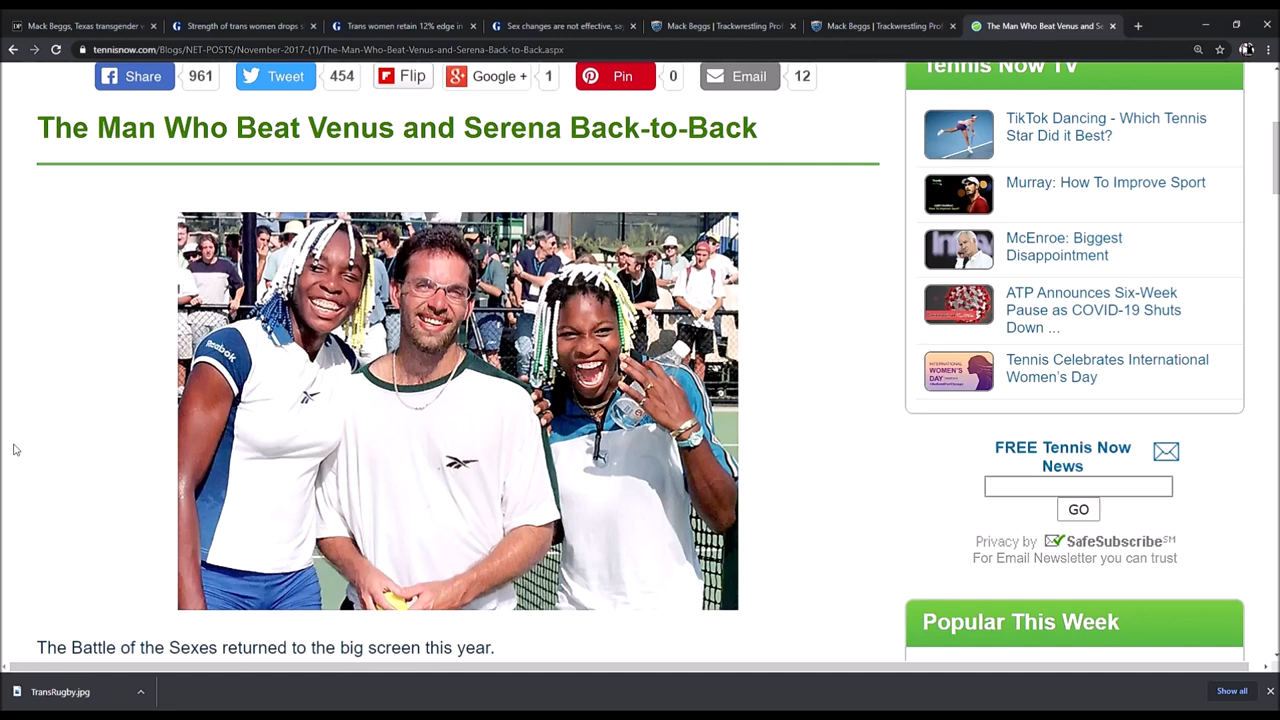 Mack Beggs, Texas transgender w
Strength of trans women drops s
Trans women retain 12% edge in
Sex changes are not effective, sa
Mack Beggs | Trackwrestling Prof
Mack Beggs | Trackwrestling Prof
The Man Who Beat Venus and Se
tennisnow.com/Blogs/NET-POSTS/November-2017-(1)/The-Man-Who-Beat-Venus-and-Serena-Back-to-Back.aspx
Share 961 Tweet 454 Flip Google + 1 Pin 0 Email 12
The Man Who Beat Venus and Serena Back-to-Back
Reebok
The Battle of the Sexes returned to the big screen this year.
Tennis Now TV
TikTok Dancing - Which Tennis
Star Did it Best?
Murray: How To Improve Sport
McEnroe: Biggest
Disappointment
ATP Announces Six-Week
Pause as COVID-19 Shuts
Down ...
INTERNATIONAL
WOMEN'S
DAY
Tennis Celebrates International
Women's Day
FREE Tennis Now
News
GO
Privacy by SafeSubscribe℠
For Email Newsletter you can trust
Popular This Week
TransRugby.jpg
Show all